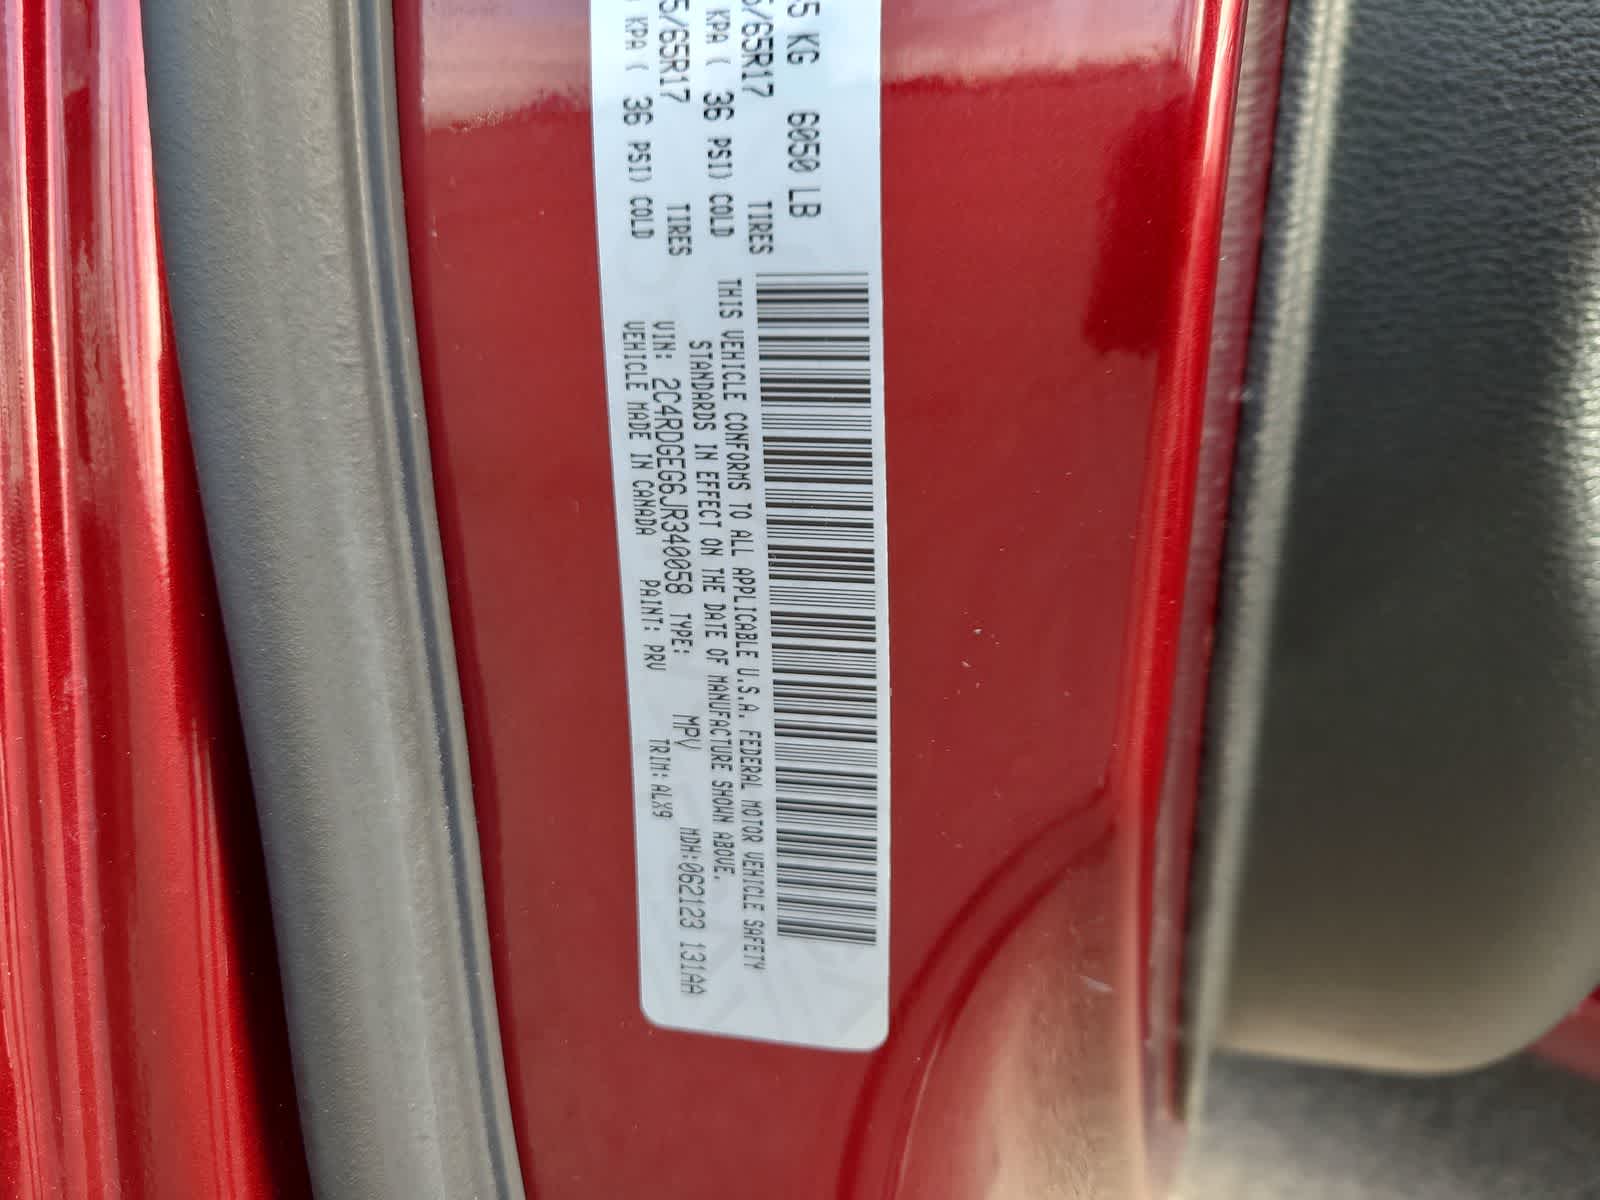 5 KG 6050 LB
/65R17 TIRES
KPA ( 36 PSI) COLD
5/65R17 TIRES
KPA ( 36 PSI) COLD
THIS VEHICLE CONFORMS TO ALL APPLICABLE U.S.A. FEDERAL MOTOR VEHICLE SAFETY
STANDARDS IN EFFECT ON THE DATE OF MANUFACTURE SHOWN ABOVE.
VIN: 2C4RDGEG6JR340058 TYPE: MPV MDH:062123 131AA
VEHICLE MADE IN CANADA PAINT: PRV TRIM:ALX9